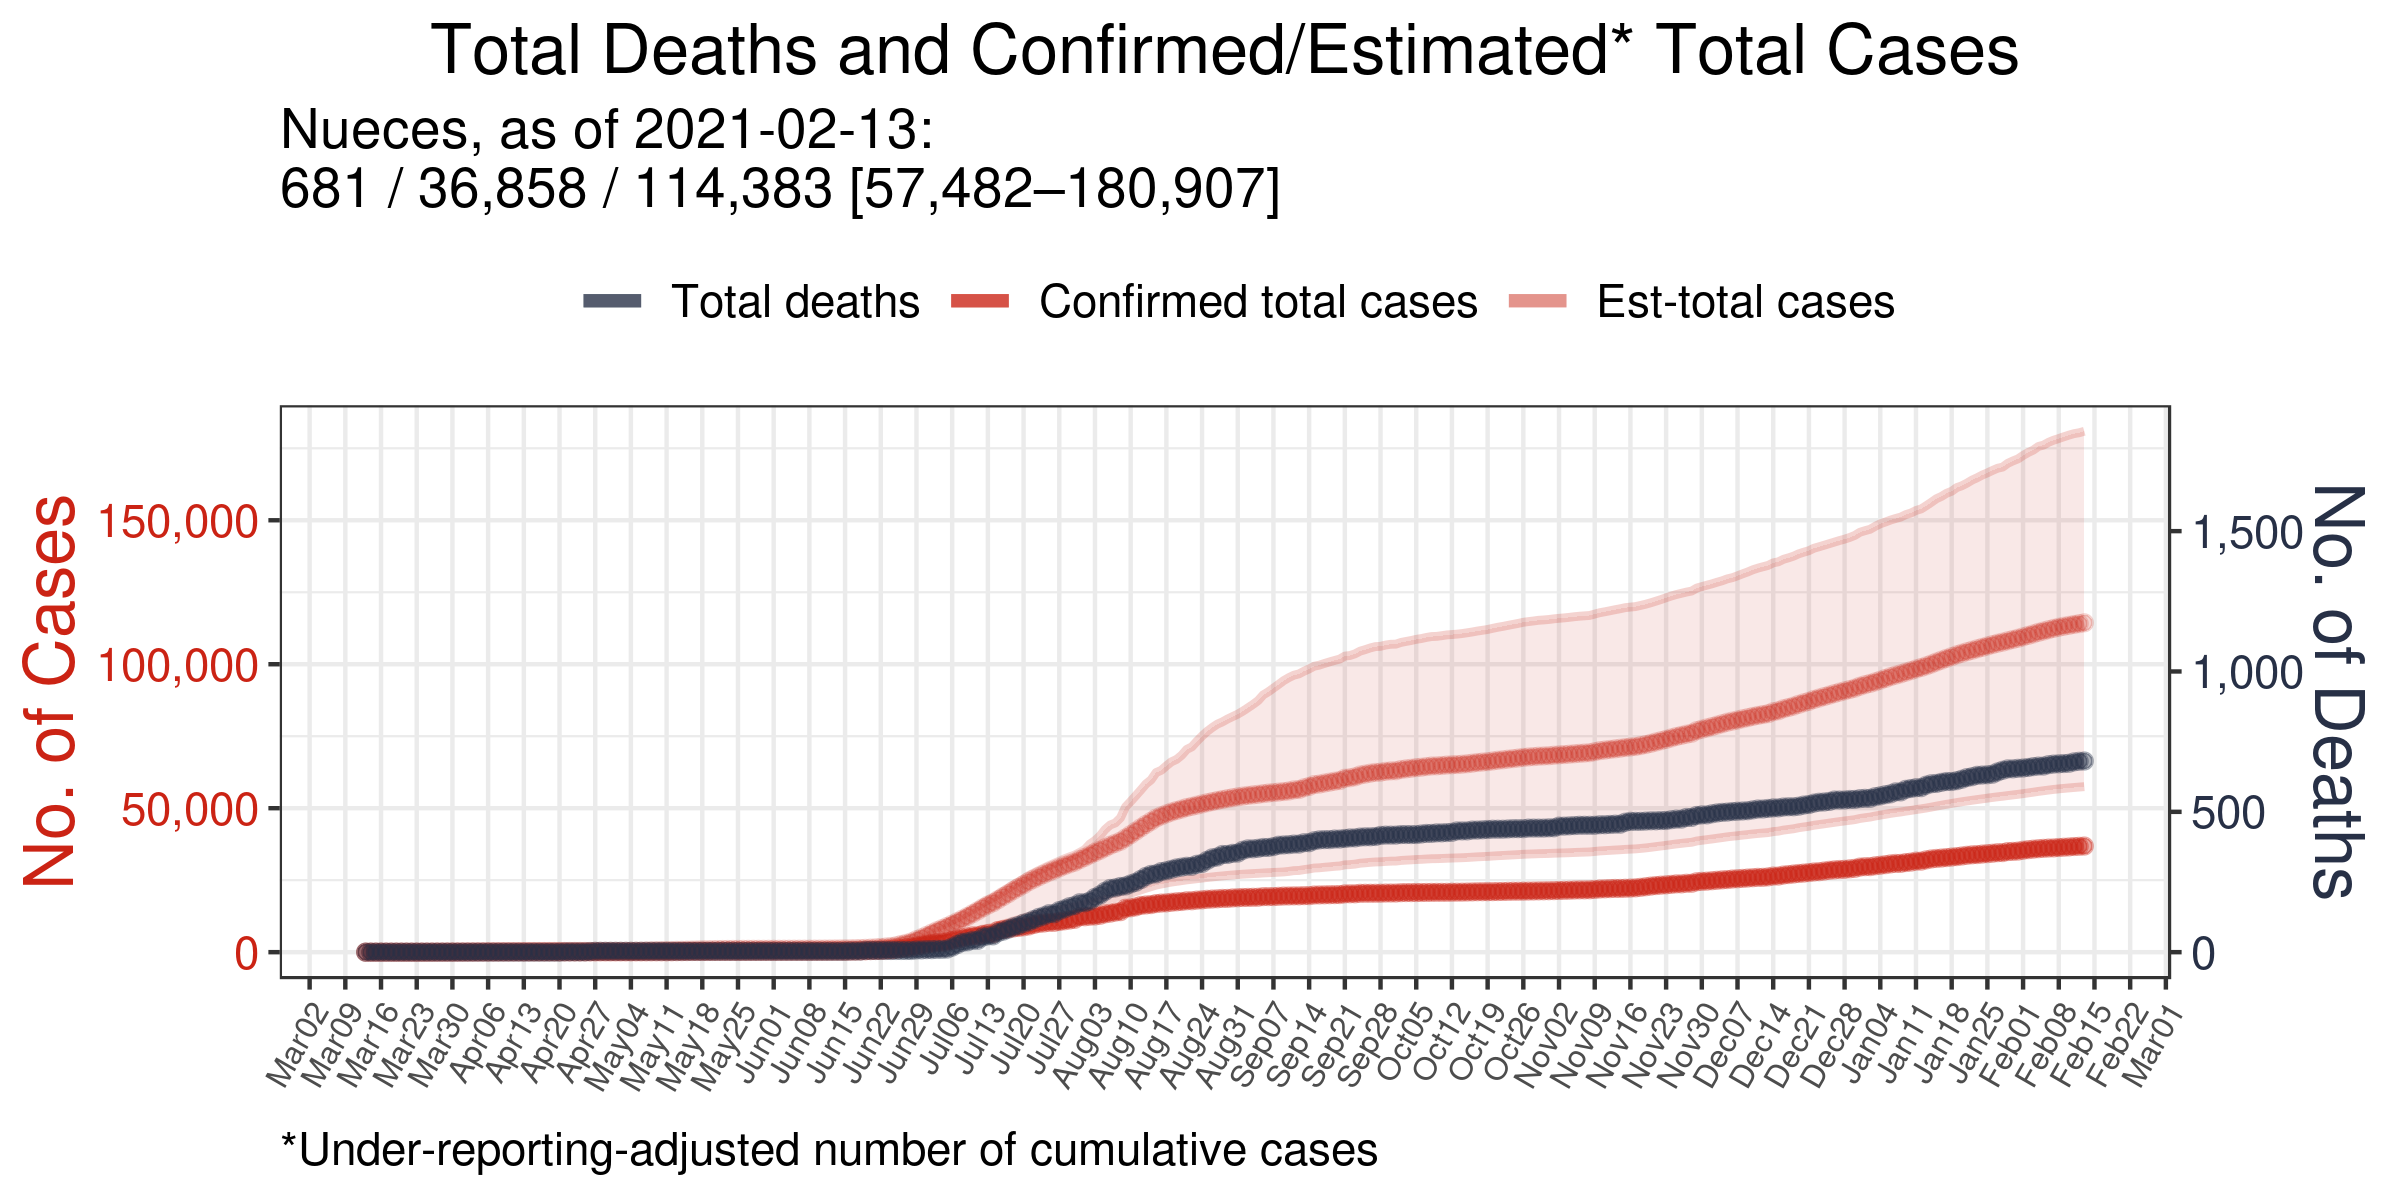 Total Deaths and Confirmed/Estimated* Total Cases
Nueces, as of 2021-02-13:
681 / 36,858 / 114,383 [57,482–180,907]
Total deaths
Confirmed total cases
Est-total cases
No. of Cases
150,000
100,000
50,000
0
1,500
1,000
500
0
No. of Deaths
Mar02
Mar09
Mar16
Mar23
Mar30
Apr06
Apr13
Apr20
Apr27
May04
May11
May18
May25
Jun01
Jun08
Jun15
Jun22
Jun29
Jul06
Jul13
Jul20
Jul27
Aug03
Aug10
Aug17
Aug24
Aug31
Sep07
Sep14
Sep21
Sep28
Oct05
Oct12
Oct19
Oct26
Nov02
Nov09
Nov16
Nov23
Nov30
Dec07
Dec14
Dec21
Dec28
Jan04
Jan11
Jan18
Jan25
Feb01
Feb08
Feb15
Feb22
Mar01
*Under-reporting-adjusted number of cumulative cases